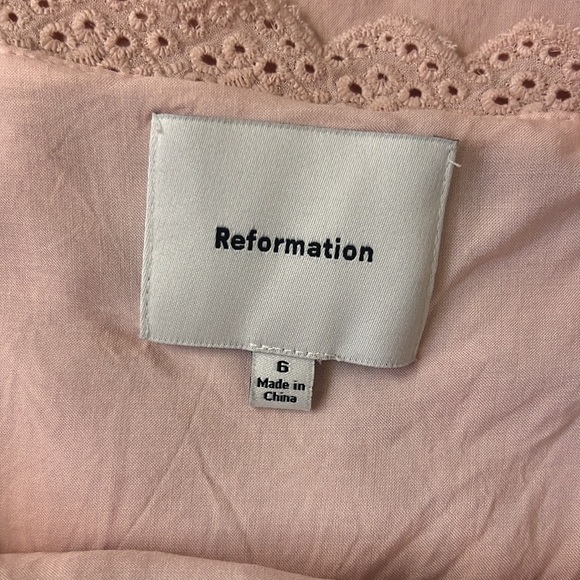 Reformation
6
Made in
China